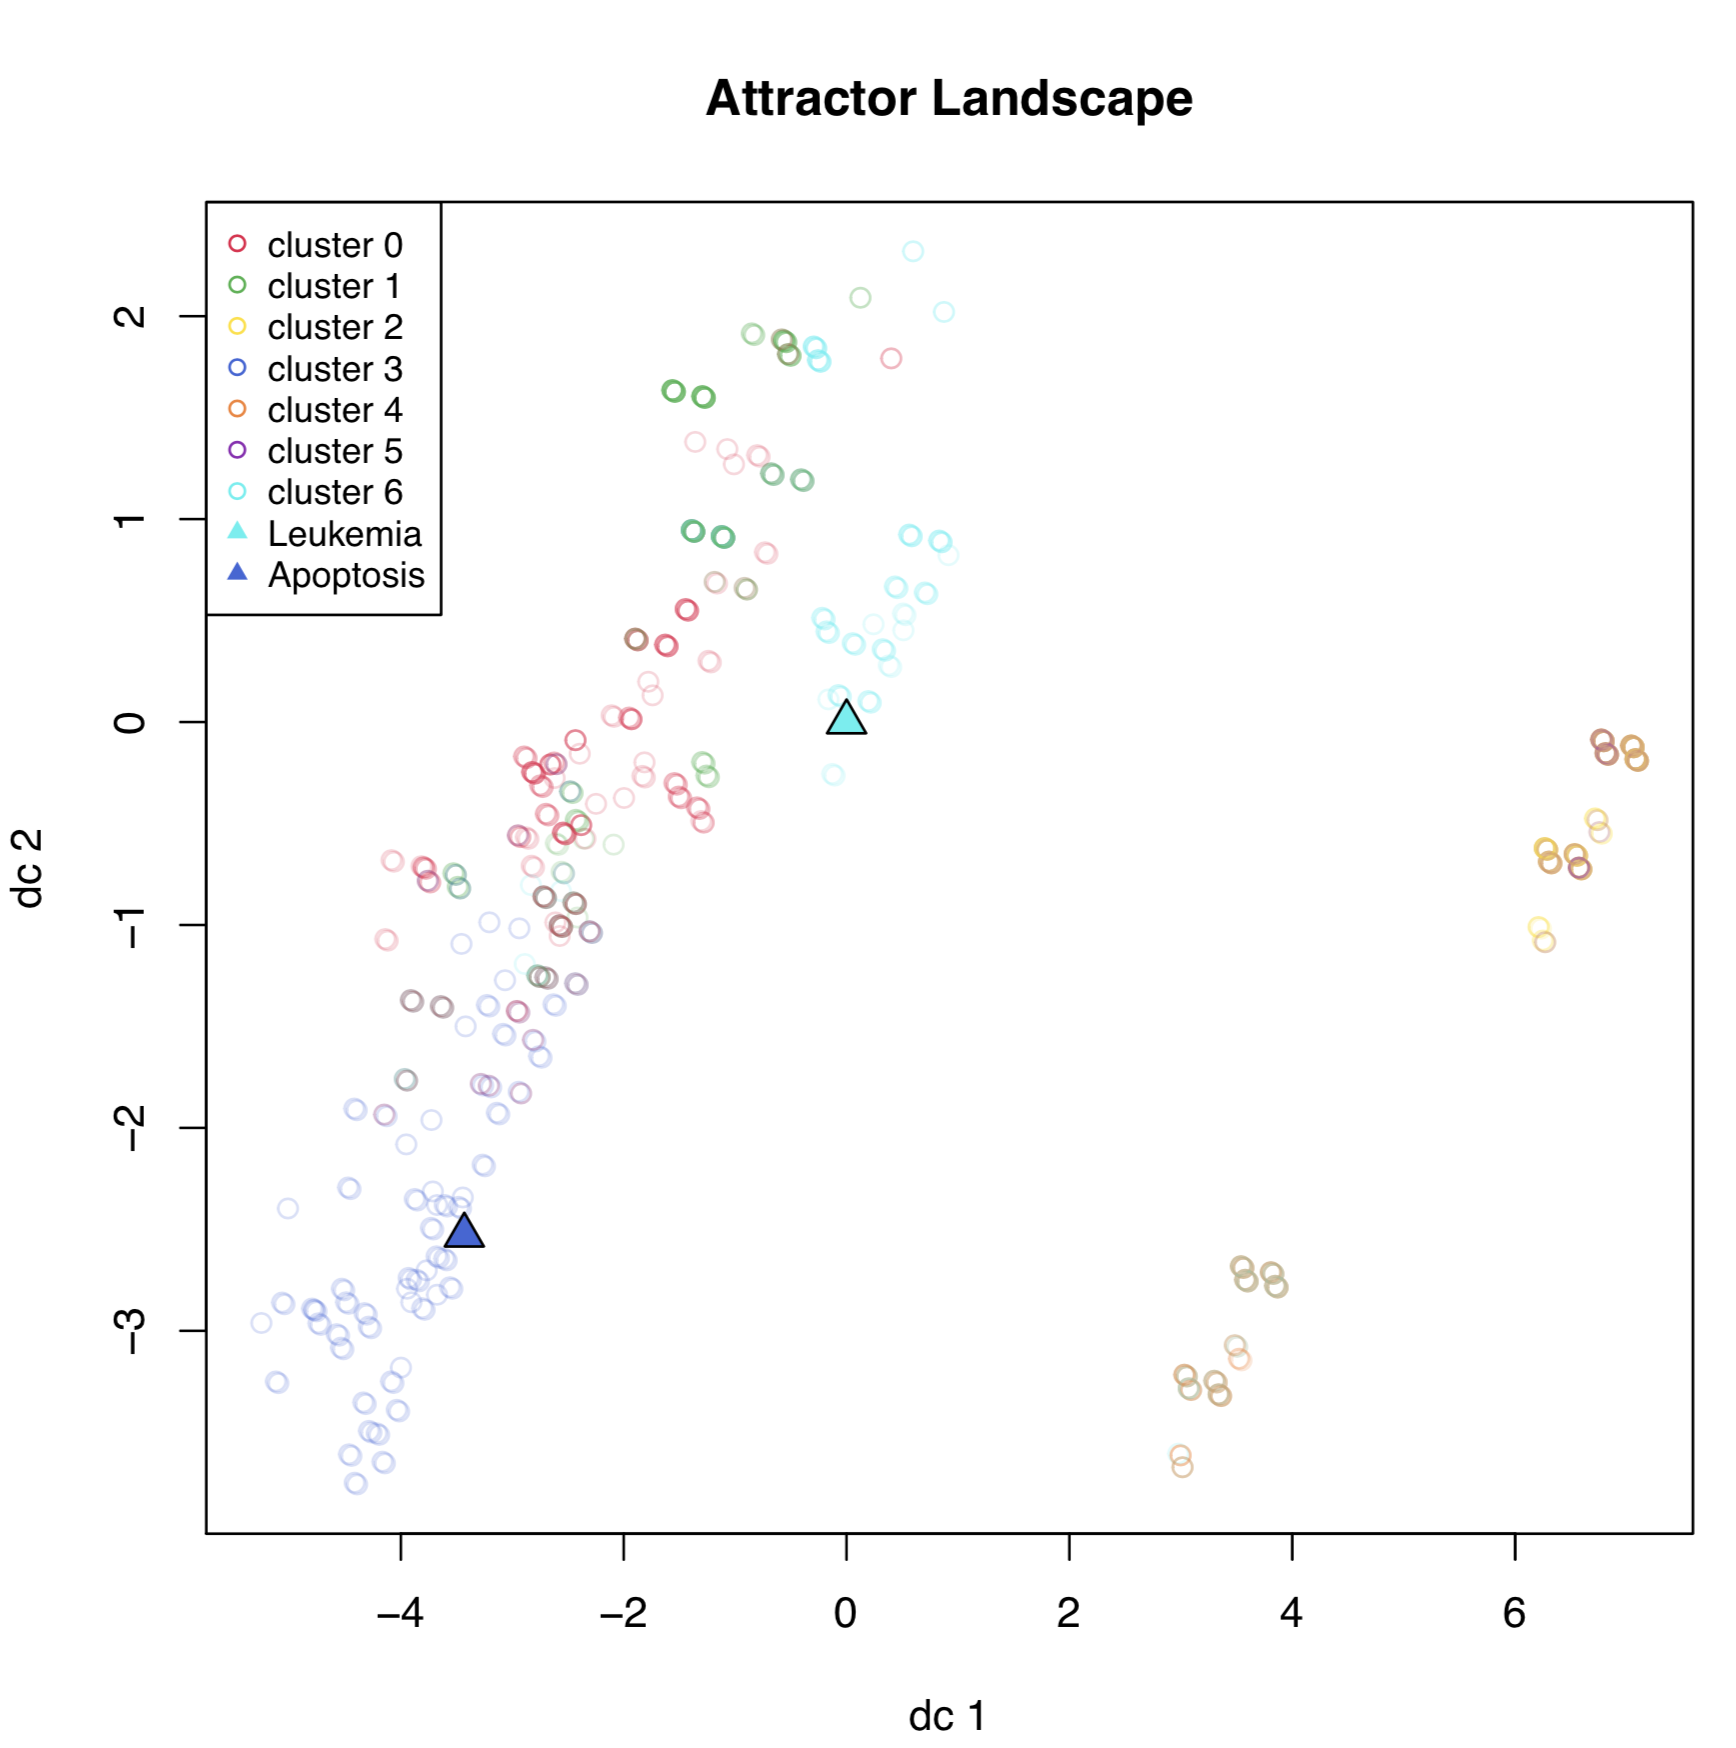 Attractor Landscape
cluster 0
cluster 1
cluster 2
cluster 3
cluster 4
cluster 5
cluster 6
Leukemia
Apoptosis
2
1
0
−1
−2
−3
dc 2
−4
−2
0
2
4
6
dc 1